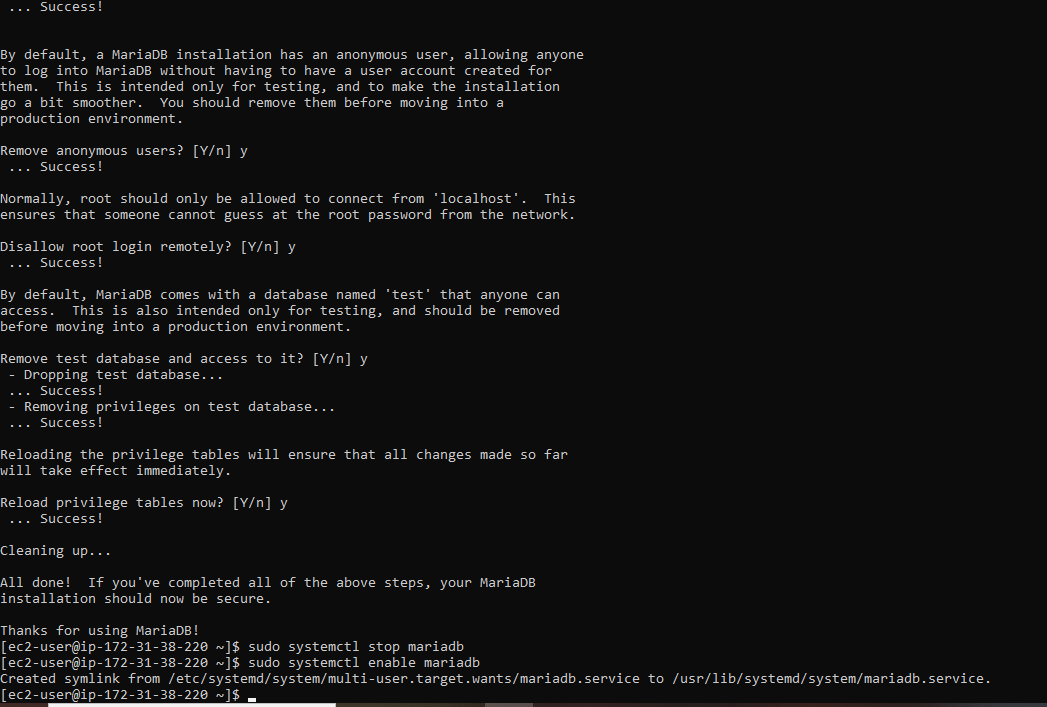 ... Success!
By default, a MariaDB installation has an anonymous user, allowing anyone
to log into MariaDB without having to have a user account created for
them.  This is intended only for testing, and to make the installation
go a bit smoother.  You should remove them before moving into a
production environment.
Remove anonymous users? [Y/n] y
 ... Success!
Normally, root should only be allowed to connect from 'localhost'.  This
ensures that someone cannot guess at the root password from the network.
Disallow root login remotely? [Y/n] y
 ... Success!
By default, MariaDB comes with a database named 'test' that anyone can
access.  This is also intended only for testing, and should be removed
before moving into a production environment.
Remove test database and access to it? [Y/n] y
 - Dropping test database...
 ... Success!
 - Removing privileges on test database...
 ... Success!
Reloading the privilege tables will ensure that all changes made so far
will take effect immediately.
Reload privilege tables now? [Y/n] y
 ... Success!
Cleaning up...
All done!  If you've completed all of the above steps, your MariaDB
installation should now be secure.
Thanks for using MariaDB!
[ec2-user@ip-172-31-38-220 ~]$ sudo systemctl stop mariadb
[ec2-user@ip-172-31-38-220 ~]$ sudo systemctl enable mariadb
Created symlink from /etc/systemd/system/multi-user.target.wants/mariadb.service to /usr/lib/systemd/system/mariadb.service.
[ec2-user@ip-172-31-38-220 ~]$